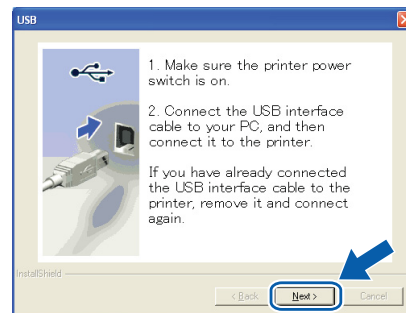 USB
1. Make sure the printer power
switch is on.
2. Connect the USB interface
cable to your PC, and then
connect it to the printer.
If you have already connected
the USB interface cable to the
printer, remove it and connect
again.
InstallShield
< Back
Next >
Cancel